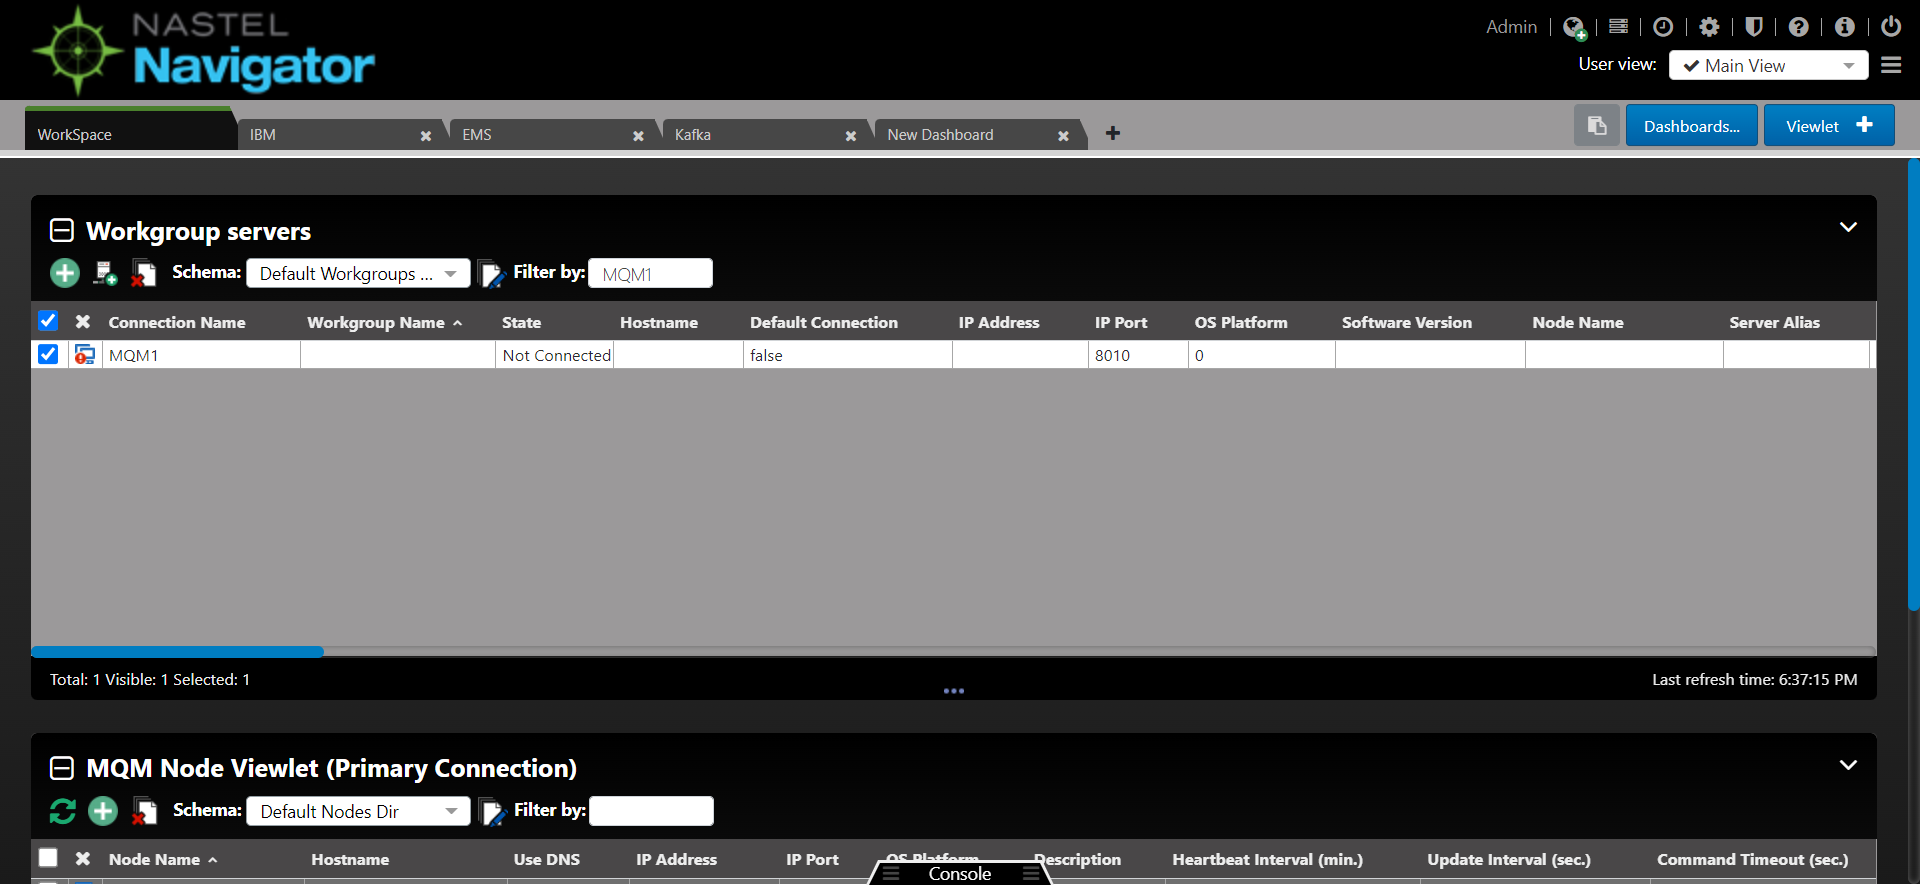 NASTEL
Navigator
Admin
User view: Main View
WorkSpace IBM EMS Kafka New Dashboard Dashboards... Viewlet
Workgroup servers
Schema: Default Workgroups ... Filter by: MQM1
Connection Name Workgroup Name State Hostname Default Connection IP Address IP Port OS Platform Software Version Node Name Server Alias
MQM1 Not Connected false 8010 0
Total: 1 Visible: 1 Selected: 1 Last refresh time: 6:37:15 PM
MQM Node Viewlet (Primary Connection)
Schema: Default Nodes Dir Filter by:
Node Name Hostname Use DNS IP Address IP Port OS Platform Description Heartbeat Interval (min.) Update Interval (sec.) Command Timeout (sec.)
Console